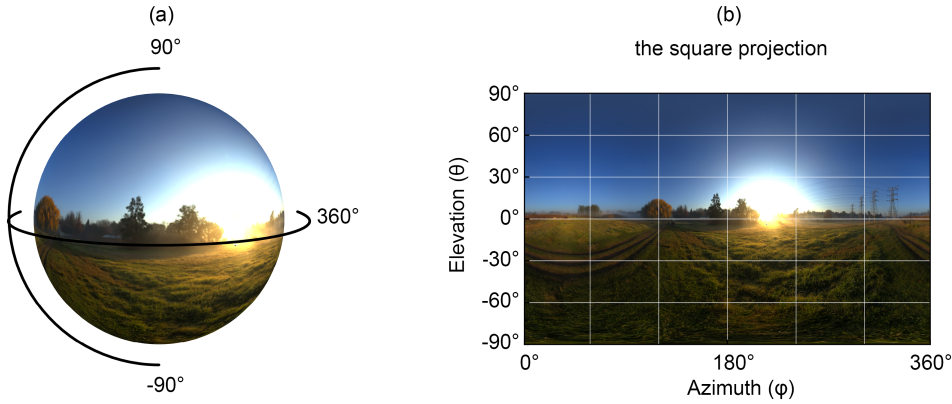 (a)
90°
360°
-90°
(b)
the square projection
90°
60°
30°
0°
-30°
-60°
-90°
Elevation (θ)
0°
180°
360°
Azimuth (φ)